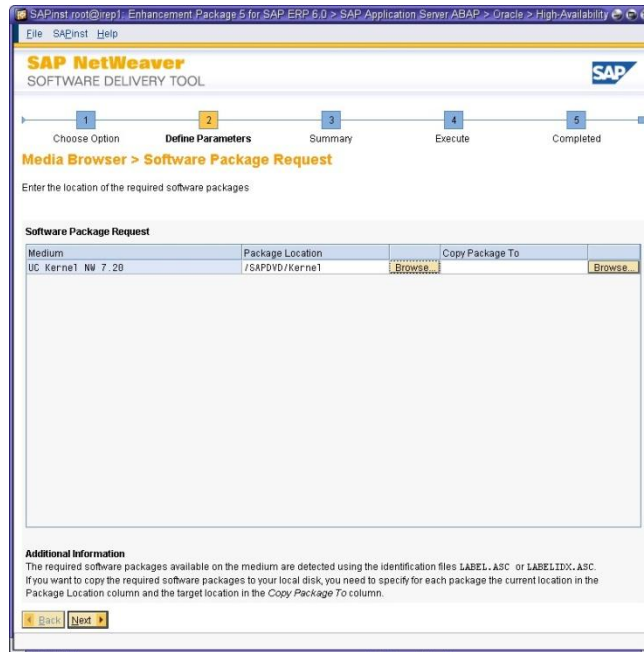 SAPinst root@jrep1: Enhancement Package 5 for SAP ERP 6.0 > SAP Application Server ABAP > Oracle > High-Availability
File SAPinst Help
SAP NetWeaver
SOFTWARE DELIVERY TOOL
SAP
1 2 3 4 5
Choose Option Define Parameters Summary Execute Completed
Media Browser > Software Package Request
Enter the location of the required software packages
Software Package Request
Medium Package Location Copy Package To
UC Kernel NW 7.20 /SAPDVD/Kernel Browse... Browse...
Additional Information
The required software packages available on the medium are detected using the identification files LABEL.ASC or LABELIDX.ASC.
If you want to copy the required software packages to your local disk, you need to specify for each package the current location in the
Package Location column and the target location in the Copy Package To column.
Back Next